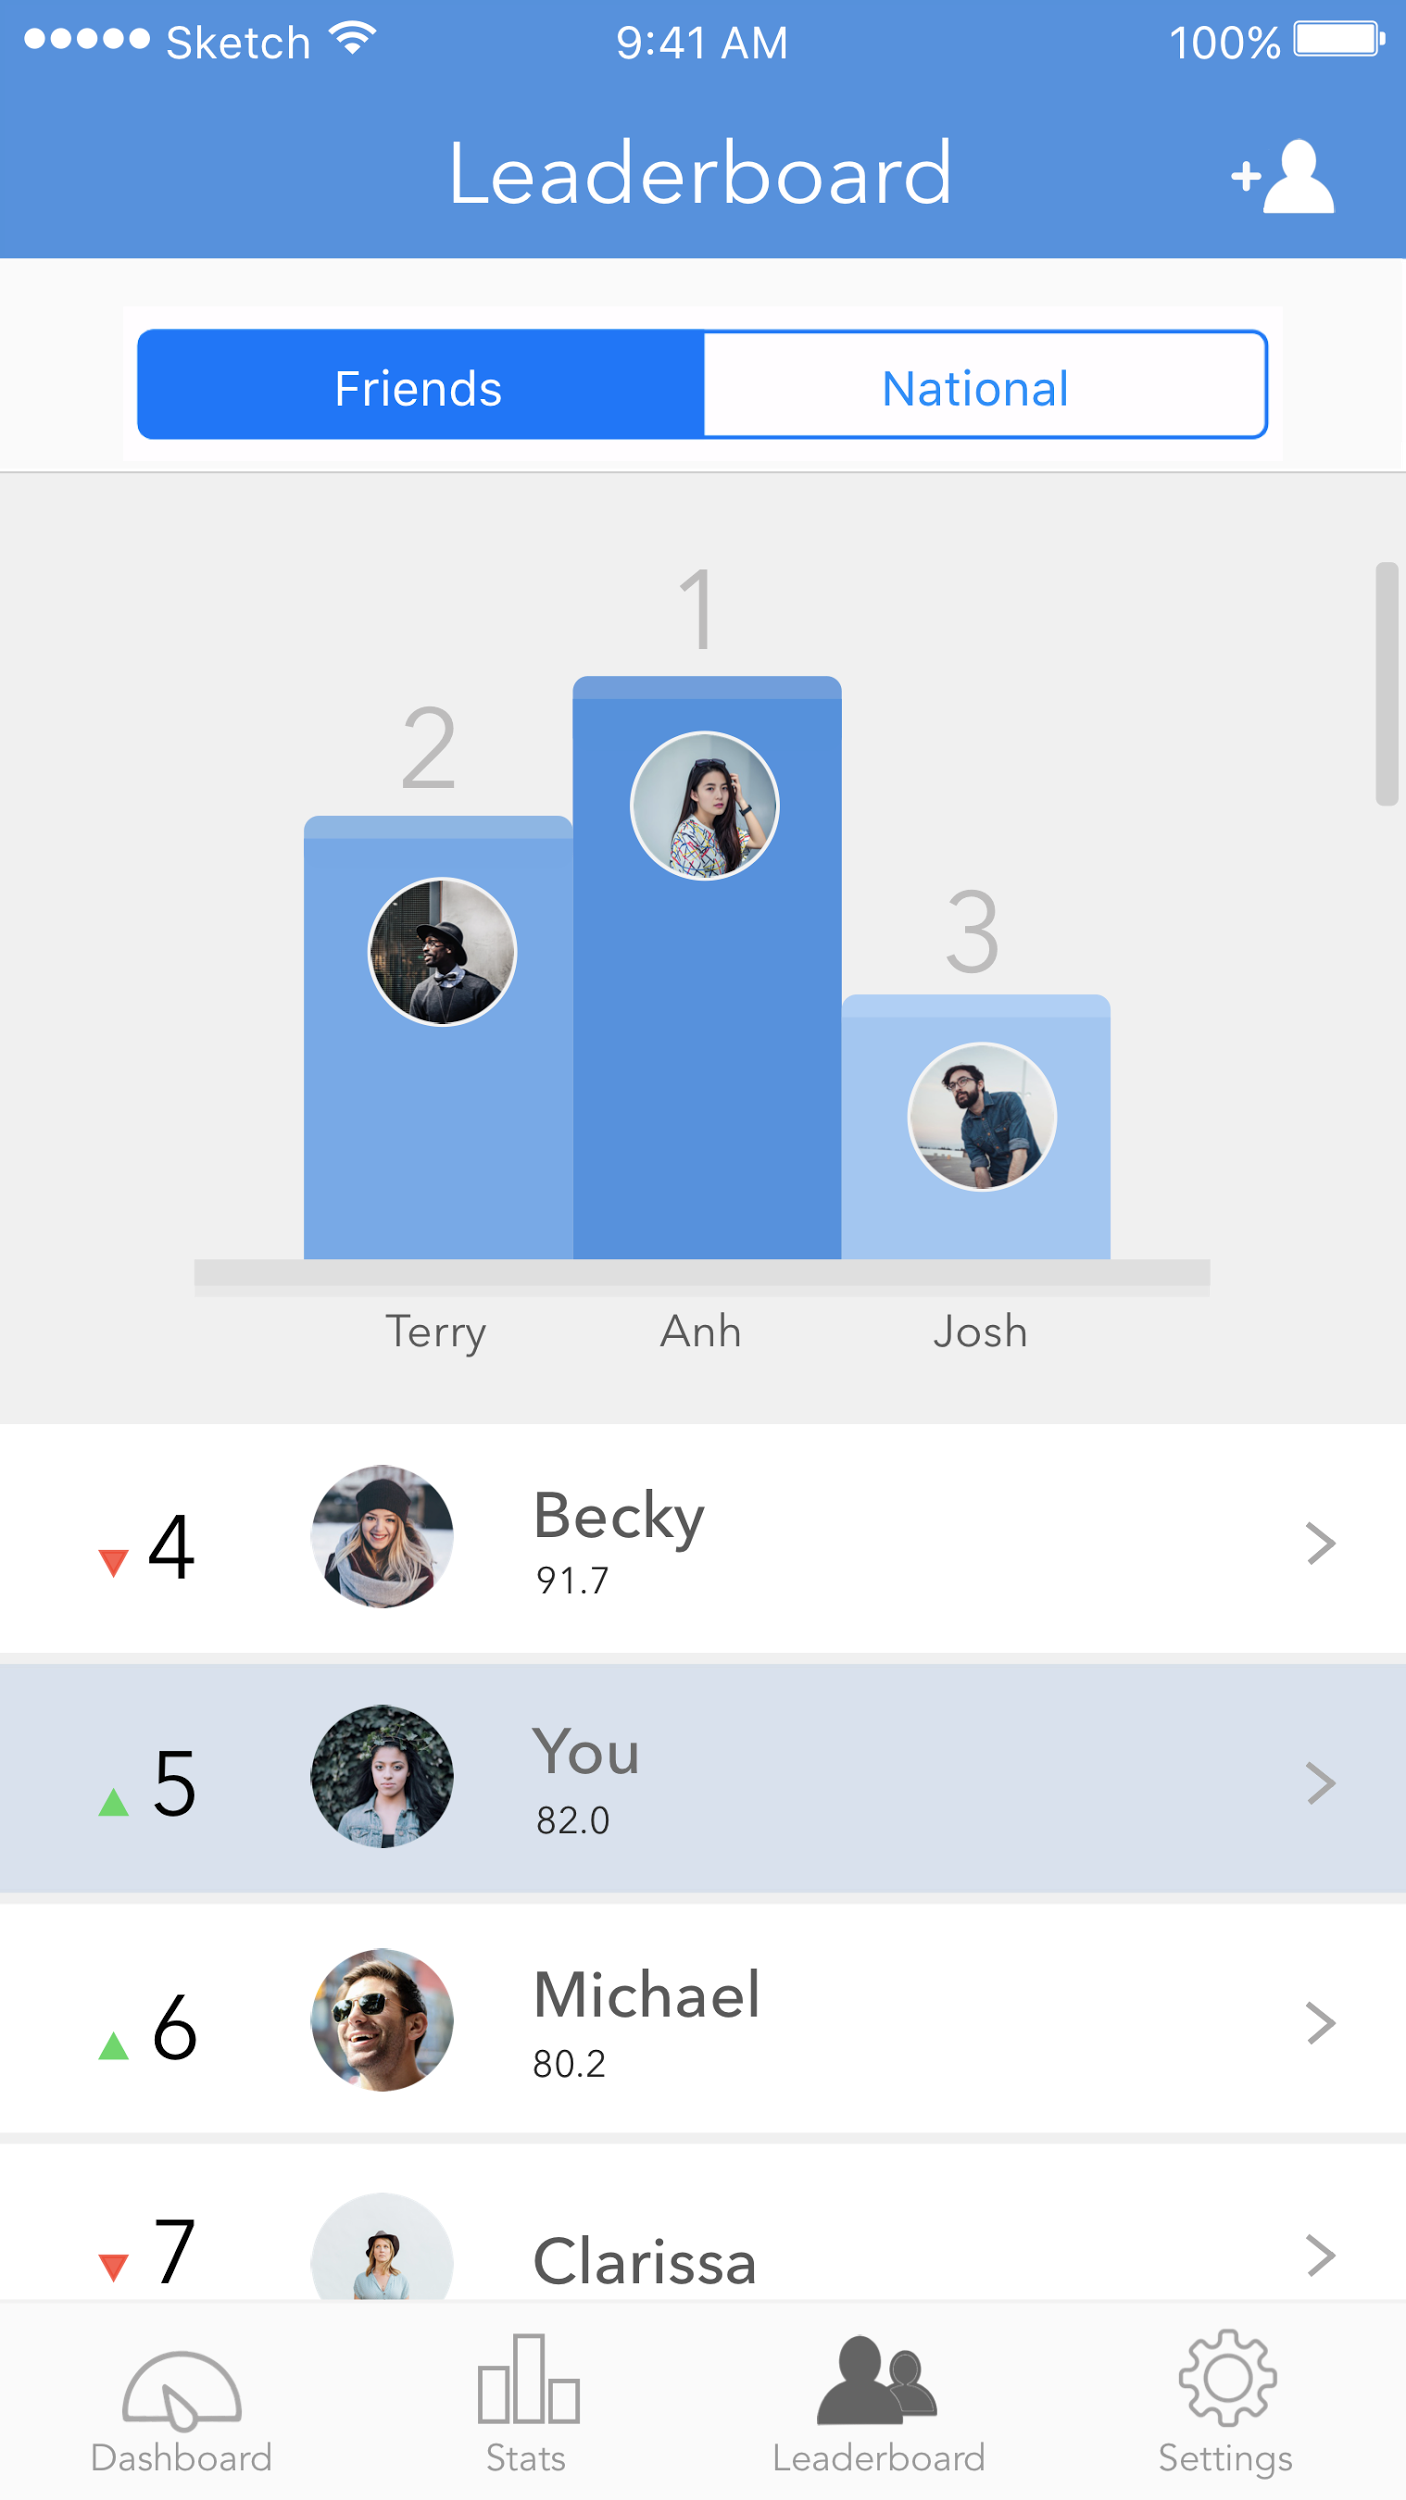 Sketch 9:41 AM 100%
Leaderboard
Friends National
1
2
3
Terry Anh Josh
4 Becky
91.7
5 You
82.0
6 Michael
80.2
7 Clarissa
Dashboard Stats Leaderboard Settings